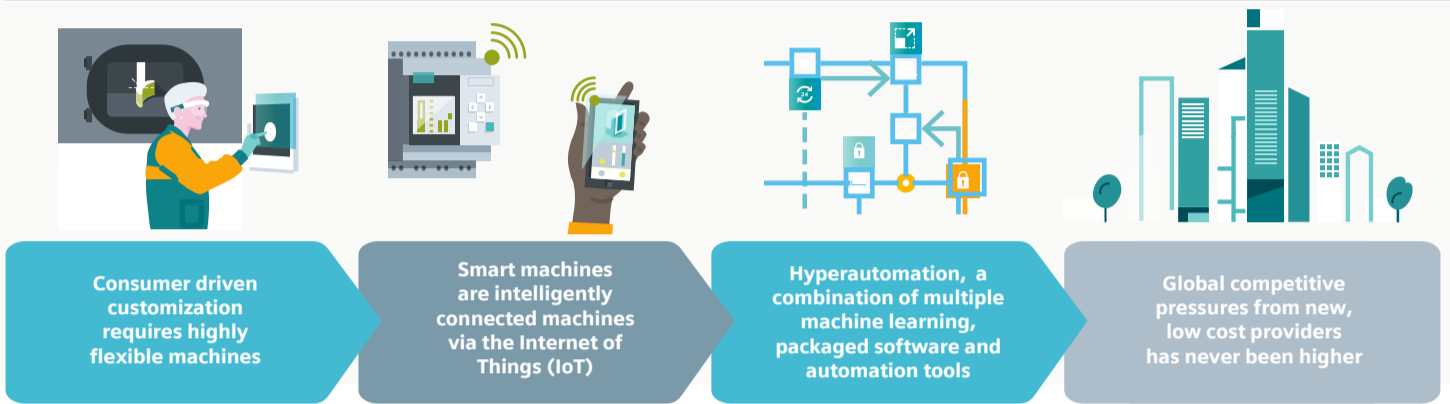 Consumer driven
customization
requires highly
flexible machines
Smart machines
are intelligently
connected machines
via the Internet of
Things (IoT)
Hyperautomation, a
combination of multiple
machine learning,
packaged software and
automation tools
Global competitive
pressures from new,
low cost providers
has never been higher
24